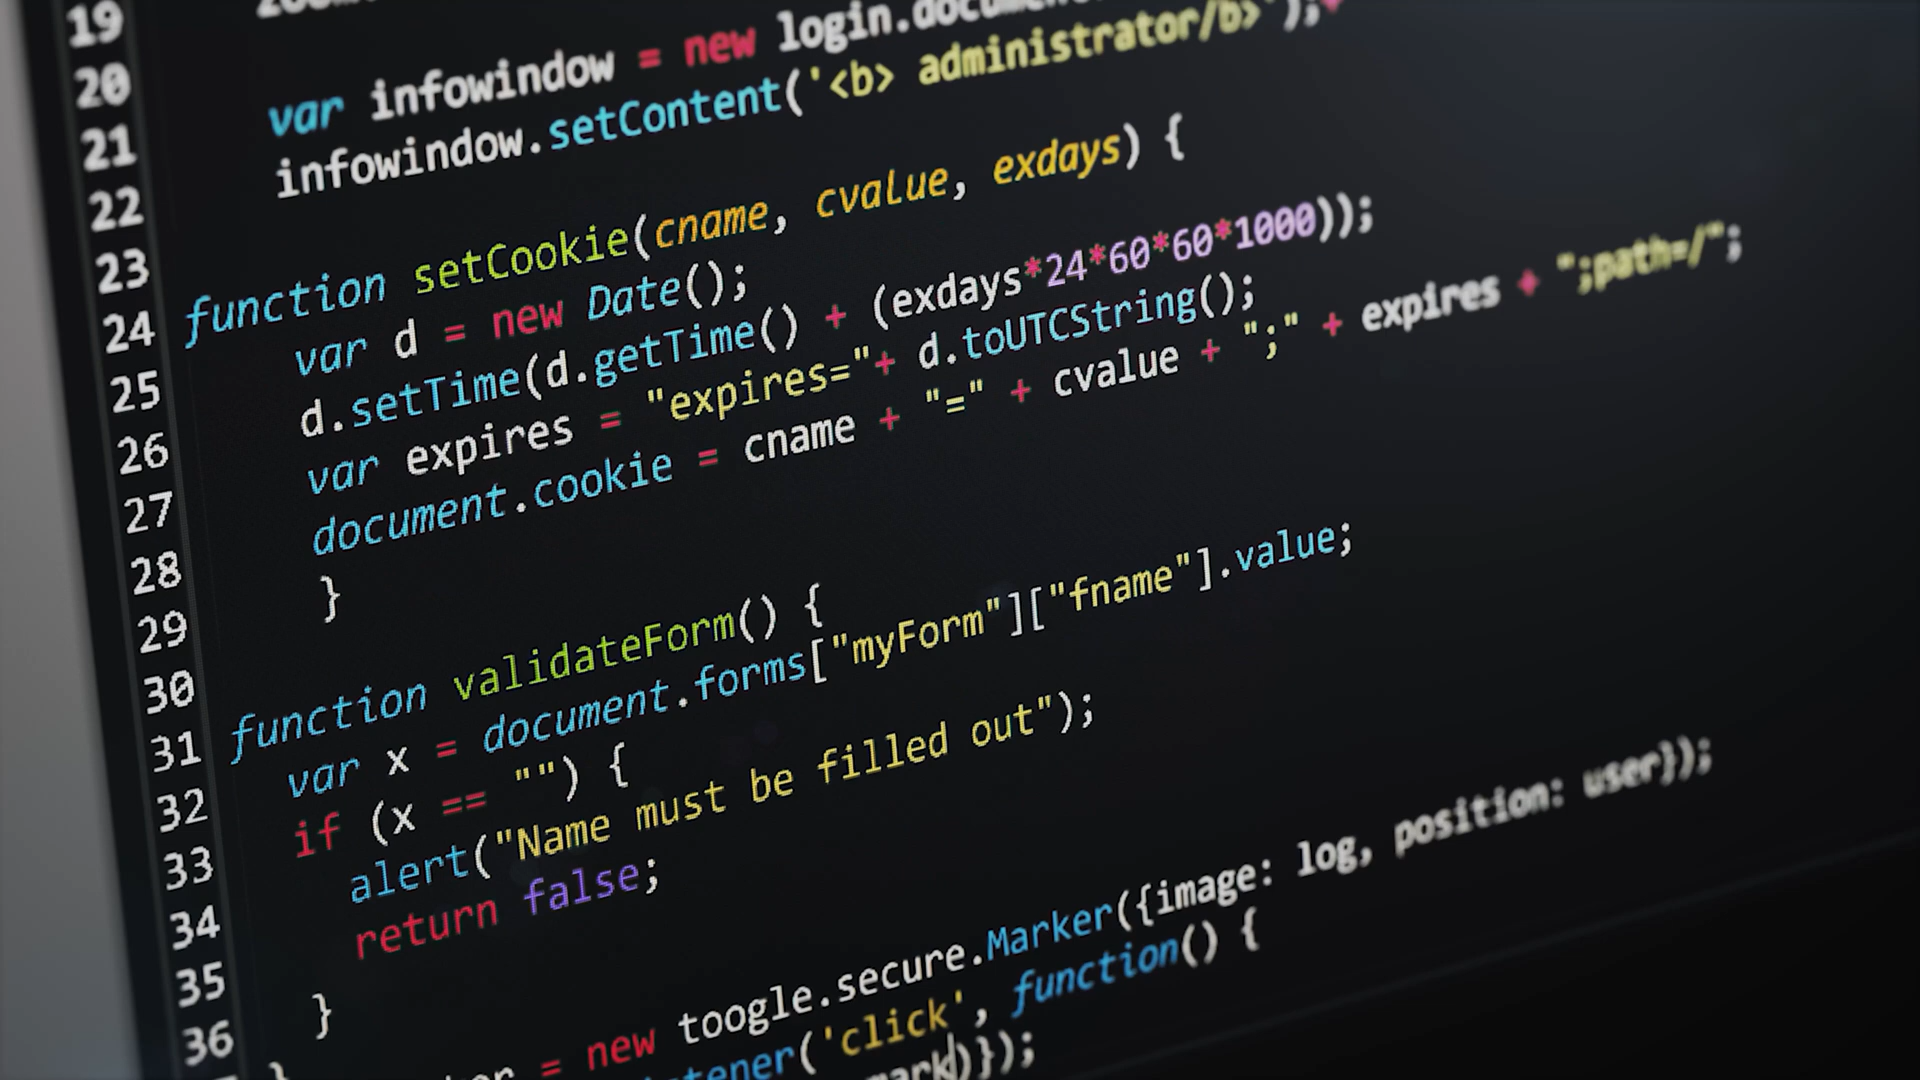 19
20 var infowindow = new login.
21 infowindow.setContent('<b> administrator/b>');+
22
23 function setCookie(cname, cvalue, exdays) {
24 var d = new Date();
25 d.setTime(d.getTime() + (exdays*24*60*60*1000));
26 var expires = "expires="+ d.toUTCString();
27 document.cookie = cname + "=" + cvalue + ";" + expires + ";path=/";
28 }
29
30 function validateForm() {
31 var x = document.forms["myForm"]["fname"].value;
32 if (x == "") {
33 alert("Name must be filled out");
34 return false;
35
36 }
}
= new toogle.secure.Marker({image: log, position: user});
('click', function() {
)});